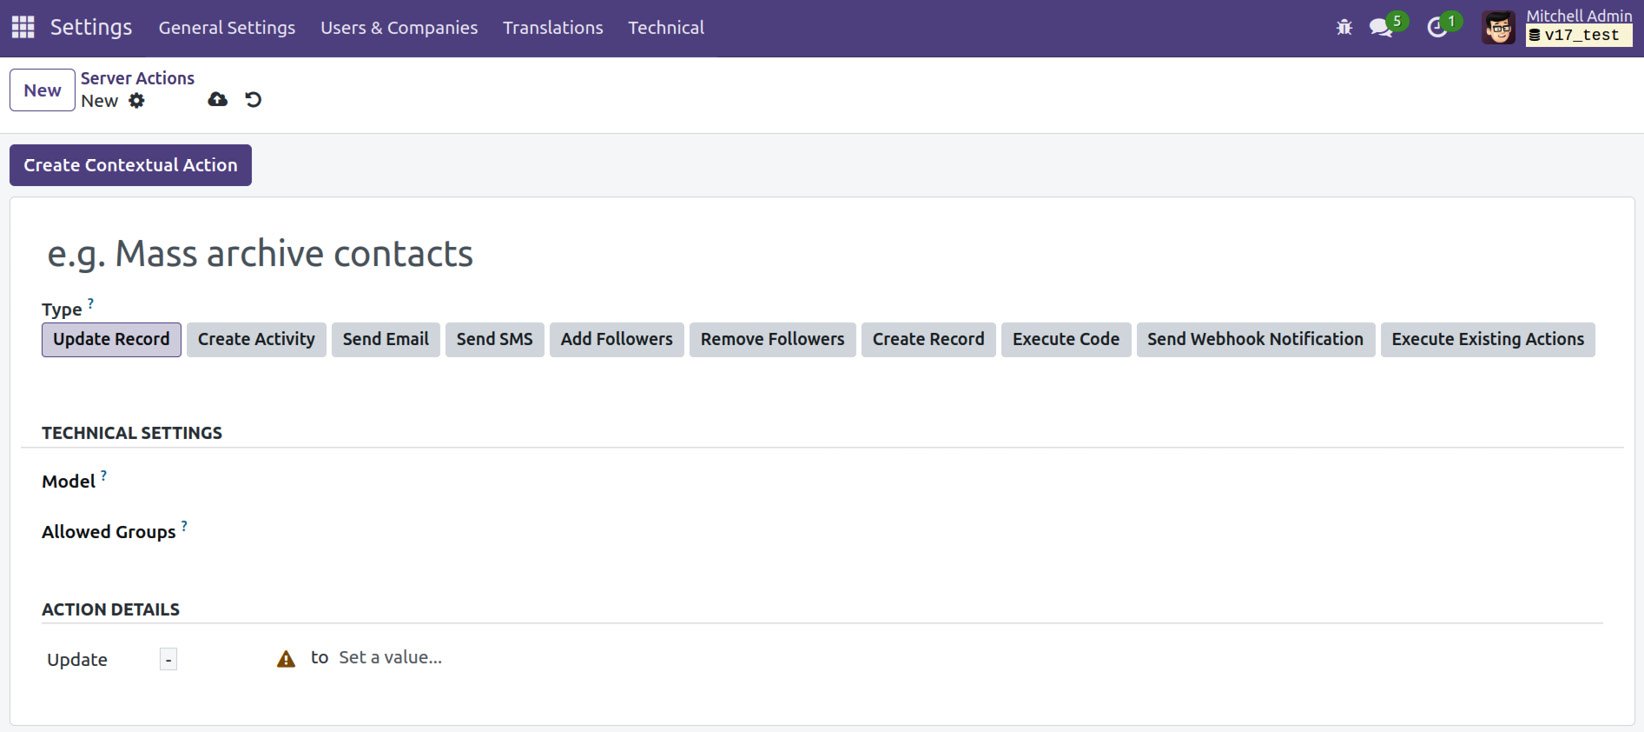 Settings General Settings Users & Companies Translations Technical 5 1 Mitchell Admin
v17_test
New Server Actions
New
Create Contextual Action
e.g. Mass archive contacts
Type ?
Update Record Create Activity Send Email Send SMS Add Followers Remove Followers Create Record Execute Code Send Webhook Notification Execute Existing Actions
TECHNICAL SETTINGS
Model ?
Allowed Groups ?
ACTION DETAILS
Update - to Set a value...